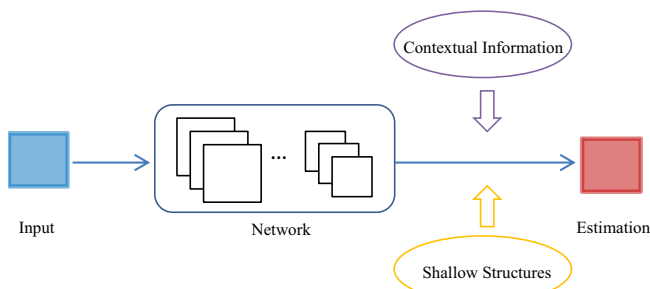 Contextual Information
...
Input
Network
Estimation
Shallow Structures